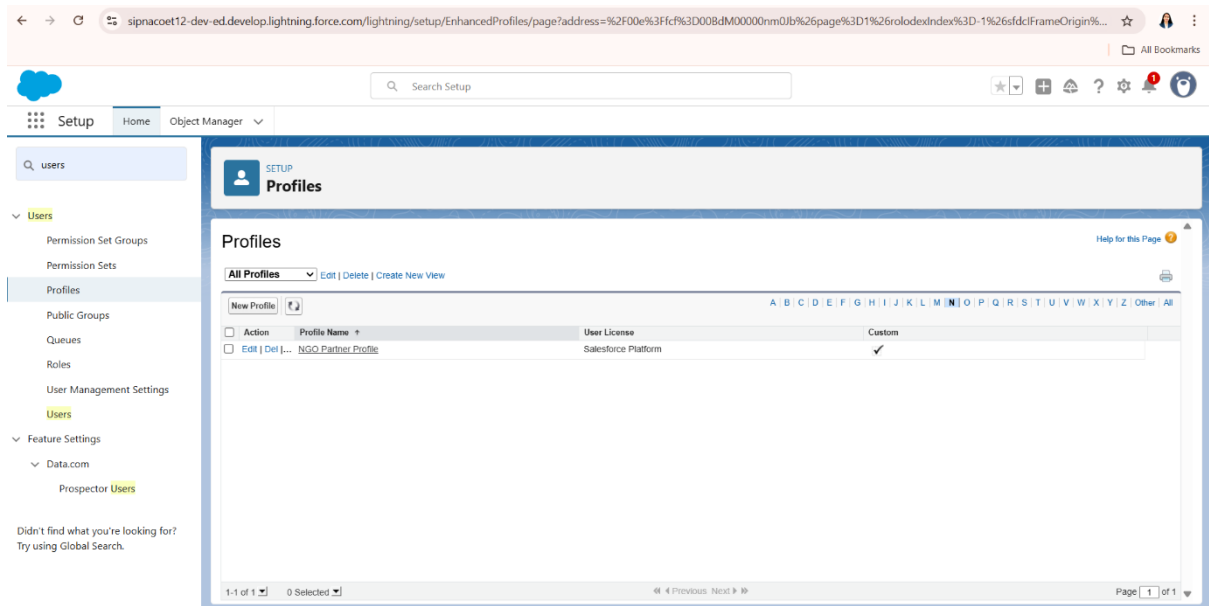 sipnacoet12-dev-ed.develop.lightning.force.com/lightning/setup/EnhancedProfiles/page?address=%2F00e%3Ffcf%3D00BdM00000nm0Jb%26page%3D1%26rolodexIndex%3D-1%26sfdcIFrameOrigin%...
All Bookmarks
Search Setup
1
Setup Home Object Manager
users
SETUP
Profiles
Users
Permission Set Groups
Permission Sets
Profiles
Public Groups
Queues
Roles
User Management Settings
Users
Feature Settings
Data.com
Prospector Users
Didn't find what you're looking for?
Try using Global Search.
Profiles
Help for this Page
All Profiles Edit | Delete | Create New View
New Profile A | B | C | D | E | F | G | H | I | J | K | L | M | N | O | P | Q | R | S | T | U | V | W | X | Y | Z | Other | All
Action Profile Name User License Custom
Edit | Del |... NGO Partner Profile Salesforce Platform
1-1 of 1 0 Selected Previous Next Page 1 of 1